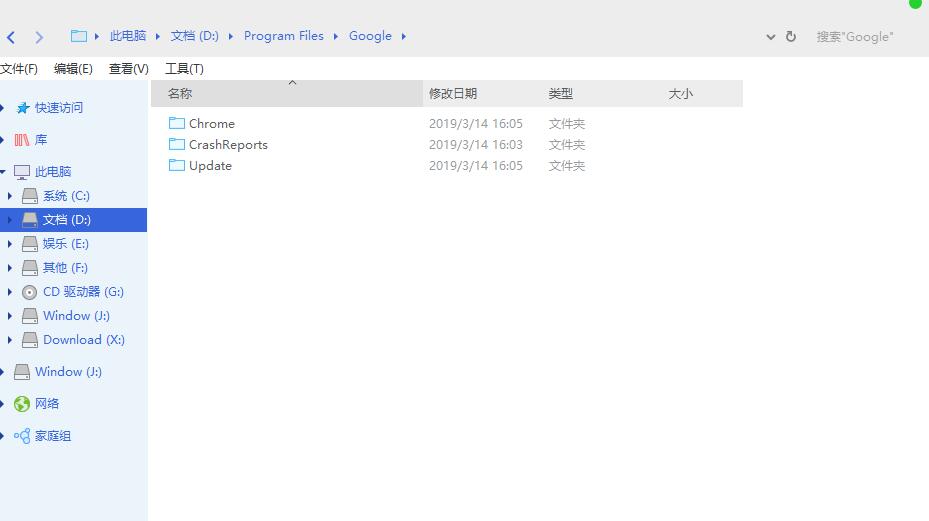 此电脑 文档 (D:) Program Files Google 搜索"Google"
文件(F) 编辑(E) 查看(V) 工具(T)
名称 修改日期 类型 大小
Chrome 2019/3/14 16:05 文件夹
CrashReports 2019/3/14 16:03 文件夹
Update 2019/3/14 16:05 文件夹
快速访问
库
此电脑
系统 (C:)
文档 (D:)
娱乐 (E:)
其他 (F:)
CD 驱动器 (G:)
Window (J:)
Download (X:)
Window (J:)
网络
家庭组